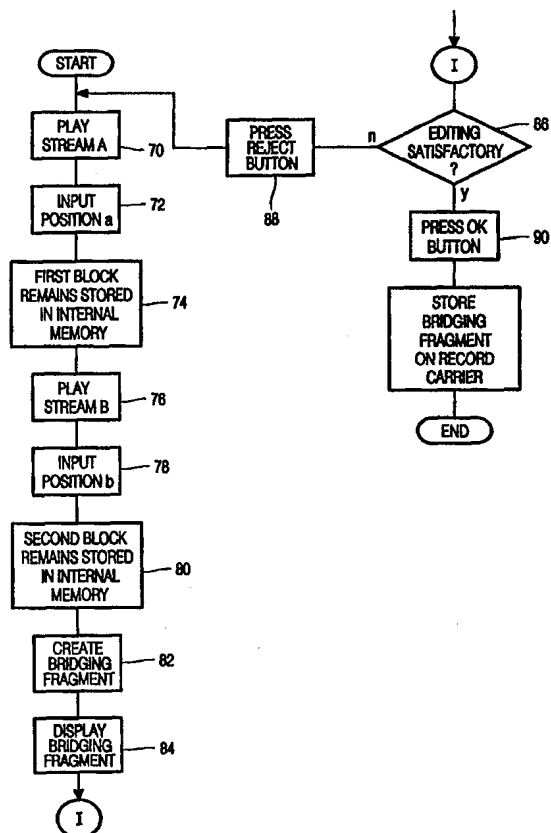 START
PLAY
STREAM A
70
INPUT
POSITION a
72
FIRST BLOCK
REMAINS STORED
IN INTERNAL
MEMORY
74
PLAY
STREAM B
76
INPUT
POSITION b
78
SECOND BLOCK
REMAINS STORED
IN INTERNAL
MEMORY
80
CREATE
BRIDGING
FRAGMENT
82
DISPLAY
BRIDGING
FRAGMENT
84
I
I
EDITING
SATISFACTORY
?
86
n
PRESS
REJECT
BUTTON
88
y
PRESS OK
BUTTON
90
STORE
BRIDGING
FRAGMENT
ON RECORD
CARRIER
END